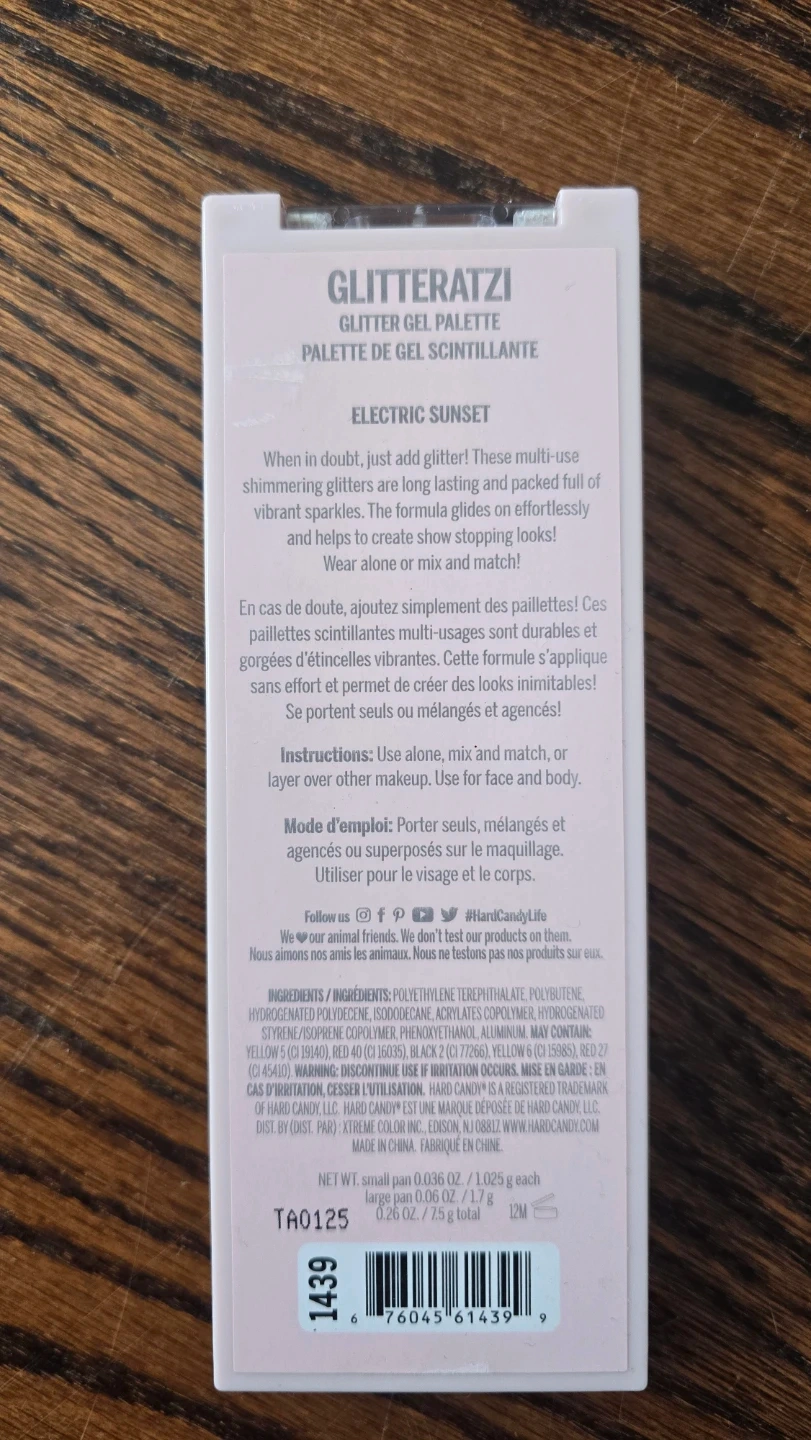 GLITTERATZI
GLITTER GEL PALETTE
PALETTE DE GEL SCINTILLANTE
ELECTRIC SUNSET
When in doubt, just add glitter! These multi-use
shimmering glitters are long lasting and packed full of
vibrant sparkles. The formula glides on effortlessly
and helps to create show stopping looks!
Wear alone or mix and match!
En cas de doute, ajoutez simplement des paillettes! Ces
paillettes scintillantes multi-usages sont durables et
gorgées d'étincelles vibrantes. Cette formule s'applique
sans effort et permet de créer des looks inimitables!
Se portent seuls ou mélangés et agencés!
Instructions: Use alone, mix and match, or
layer over other makeup. Use for face and body.
Mode d'emploi: Porter seuls, mélangés et
agencés ou superposés sur le maquillage.
Utiliser pour le visage et le corps.
Follow us #HardCandyLife
We ♥ our animal friends. We don't test our products on them.
Nous aimons nos amis les animaux. Nous ne testons pas nos produits sur eux.
INGREDIENTS / INGRÉDIENTS: POLYETHYLENE TEREPHTHALATE, POLYBUTENE,
HYDROGENATED POLYDECENE, ISODODECANE, ACRYLATES COPOLYMER, HYDROGENATED
STYRENE/ISOPRENE COPOLYMER, PHENOXYETHANOL, ALUMINUM. MAY CONTAIN:
YELLOW 5 (CI 19140), RED 40 (CI 16035), BLACK 2 (CI 77266), YELLOW 6 (CI 15985), RED 27
(CI 45410). WARNING: DISCONTINUE USE IF IRRITATION OCCURS. MISE EN GARDE : EN
CAS D'IRRITATION, CESSER L'UTILISATION. HARD CANDY® IS A REGISTERED TRADEMARK
OF HARD CANDY, LLC. HARD CANDY® EST UNE MARQUE DÉPOSÉE DE HARD CANDY, LLC.
DIST. BY (DIST. PAR) : XTREME COLOR INC., EDISON, NJ 08817. WWW.HARDCANDY.COM
MADE IN CHINA. FABRIQUÉ EN CHINE.
NET WT. small pan 0.036 OZ. / 1.025 g each
large pan 0.06 OZ. / 1.7 g
0.26 OZ. / 7.5 g total
12M
TA0125
1439
6 76045 61439 9